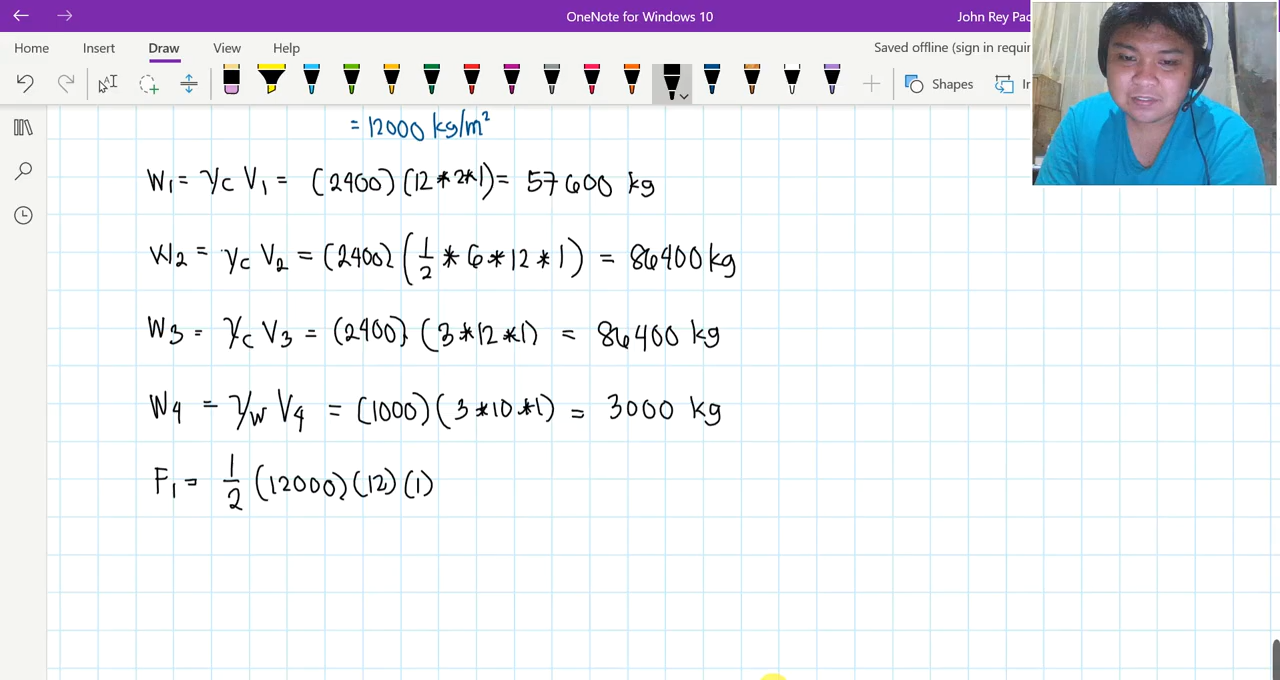 OneNote for Windows 10
John Rey Pac
Home Insert Draw View Help
Saved offline (sign in requir
Shapes
In
= 12000 kg/m²
W₁ = γc V₁ = (2400)(12*2*1) = 57600 kg
W₂ = γc V₂ = (2400)(1/2 * 6 * 12 * 1) = 86400 kg
W3 = γc V3 = (2400)(3*12*1) = 86400 kg
W4 = γw V4 = (1000)(3*10*1) = 3000 kg
F₁ = 1/2 (12000)(12)(1)